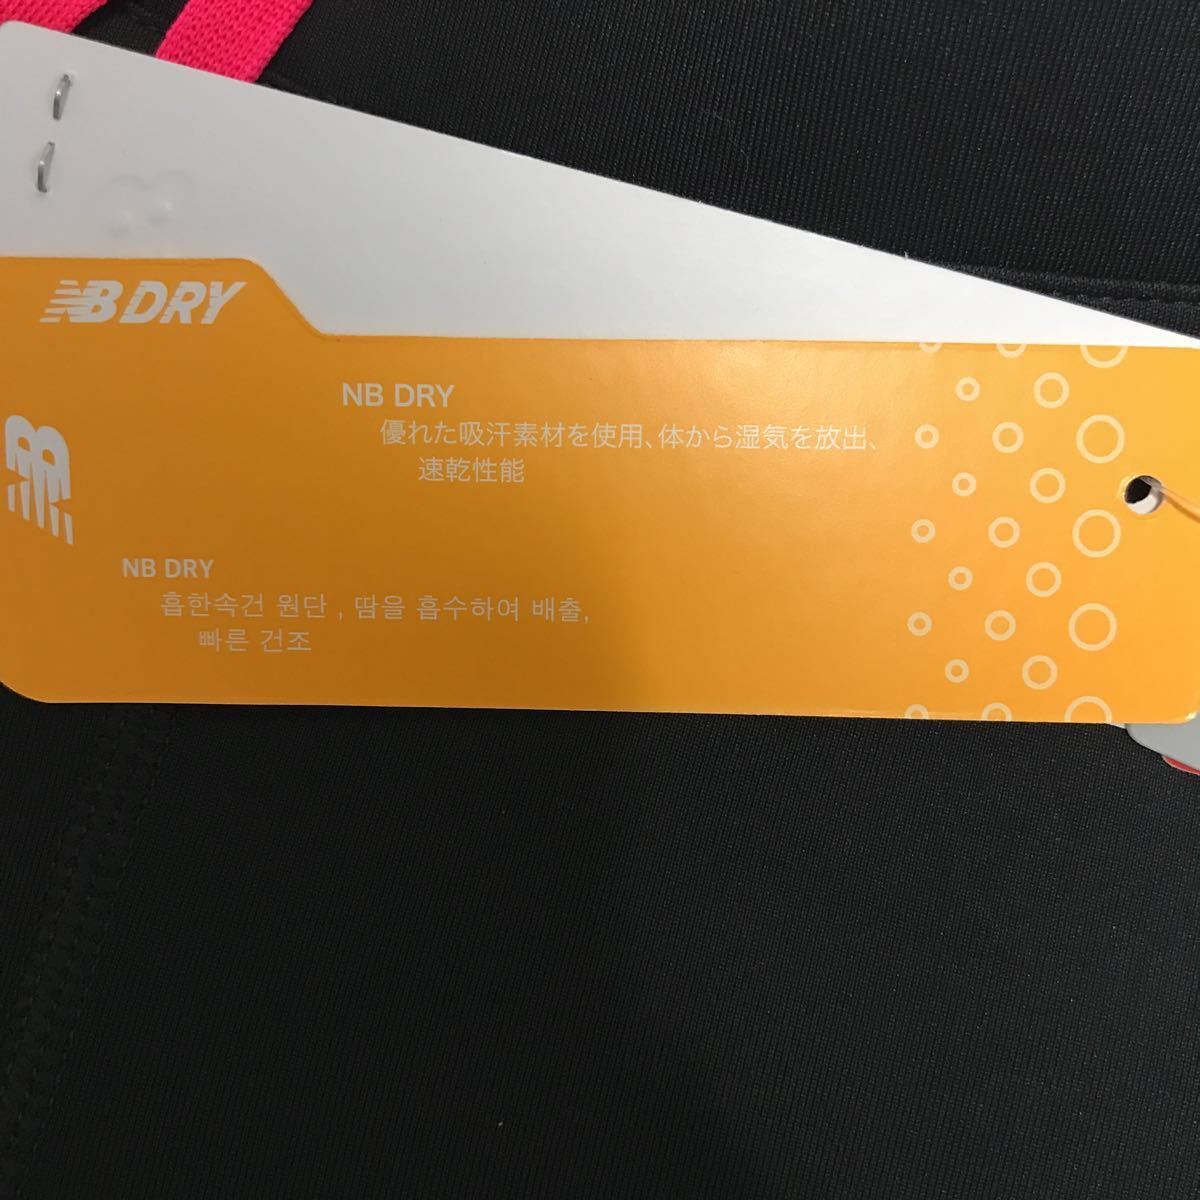 NB DRY
NB DRY
優れた吸汗素材を使用、体から湿気を放出、
速乾性能
NB DRY
흡한속건 원단 , 땀을 흡수하여 배출,
빠른 건조